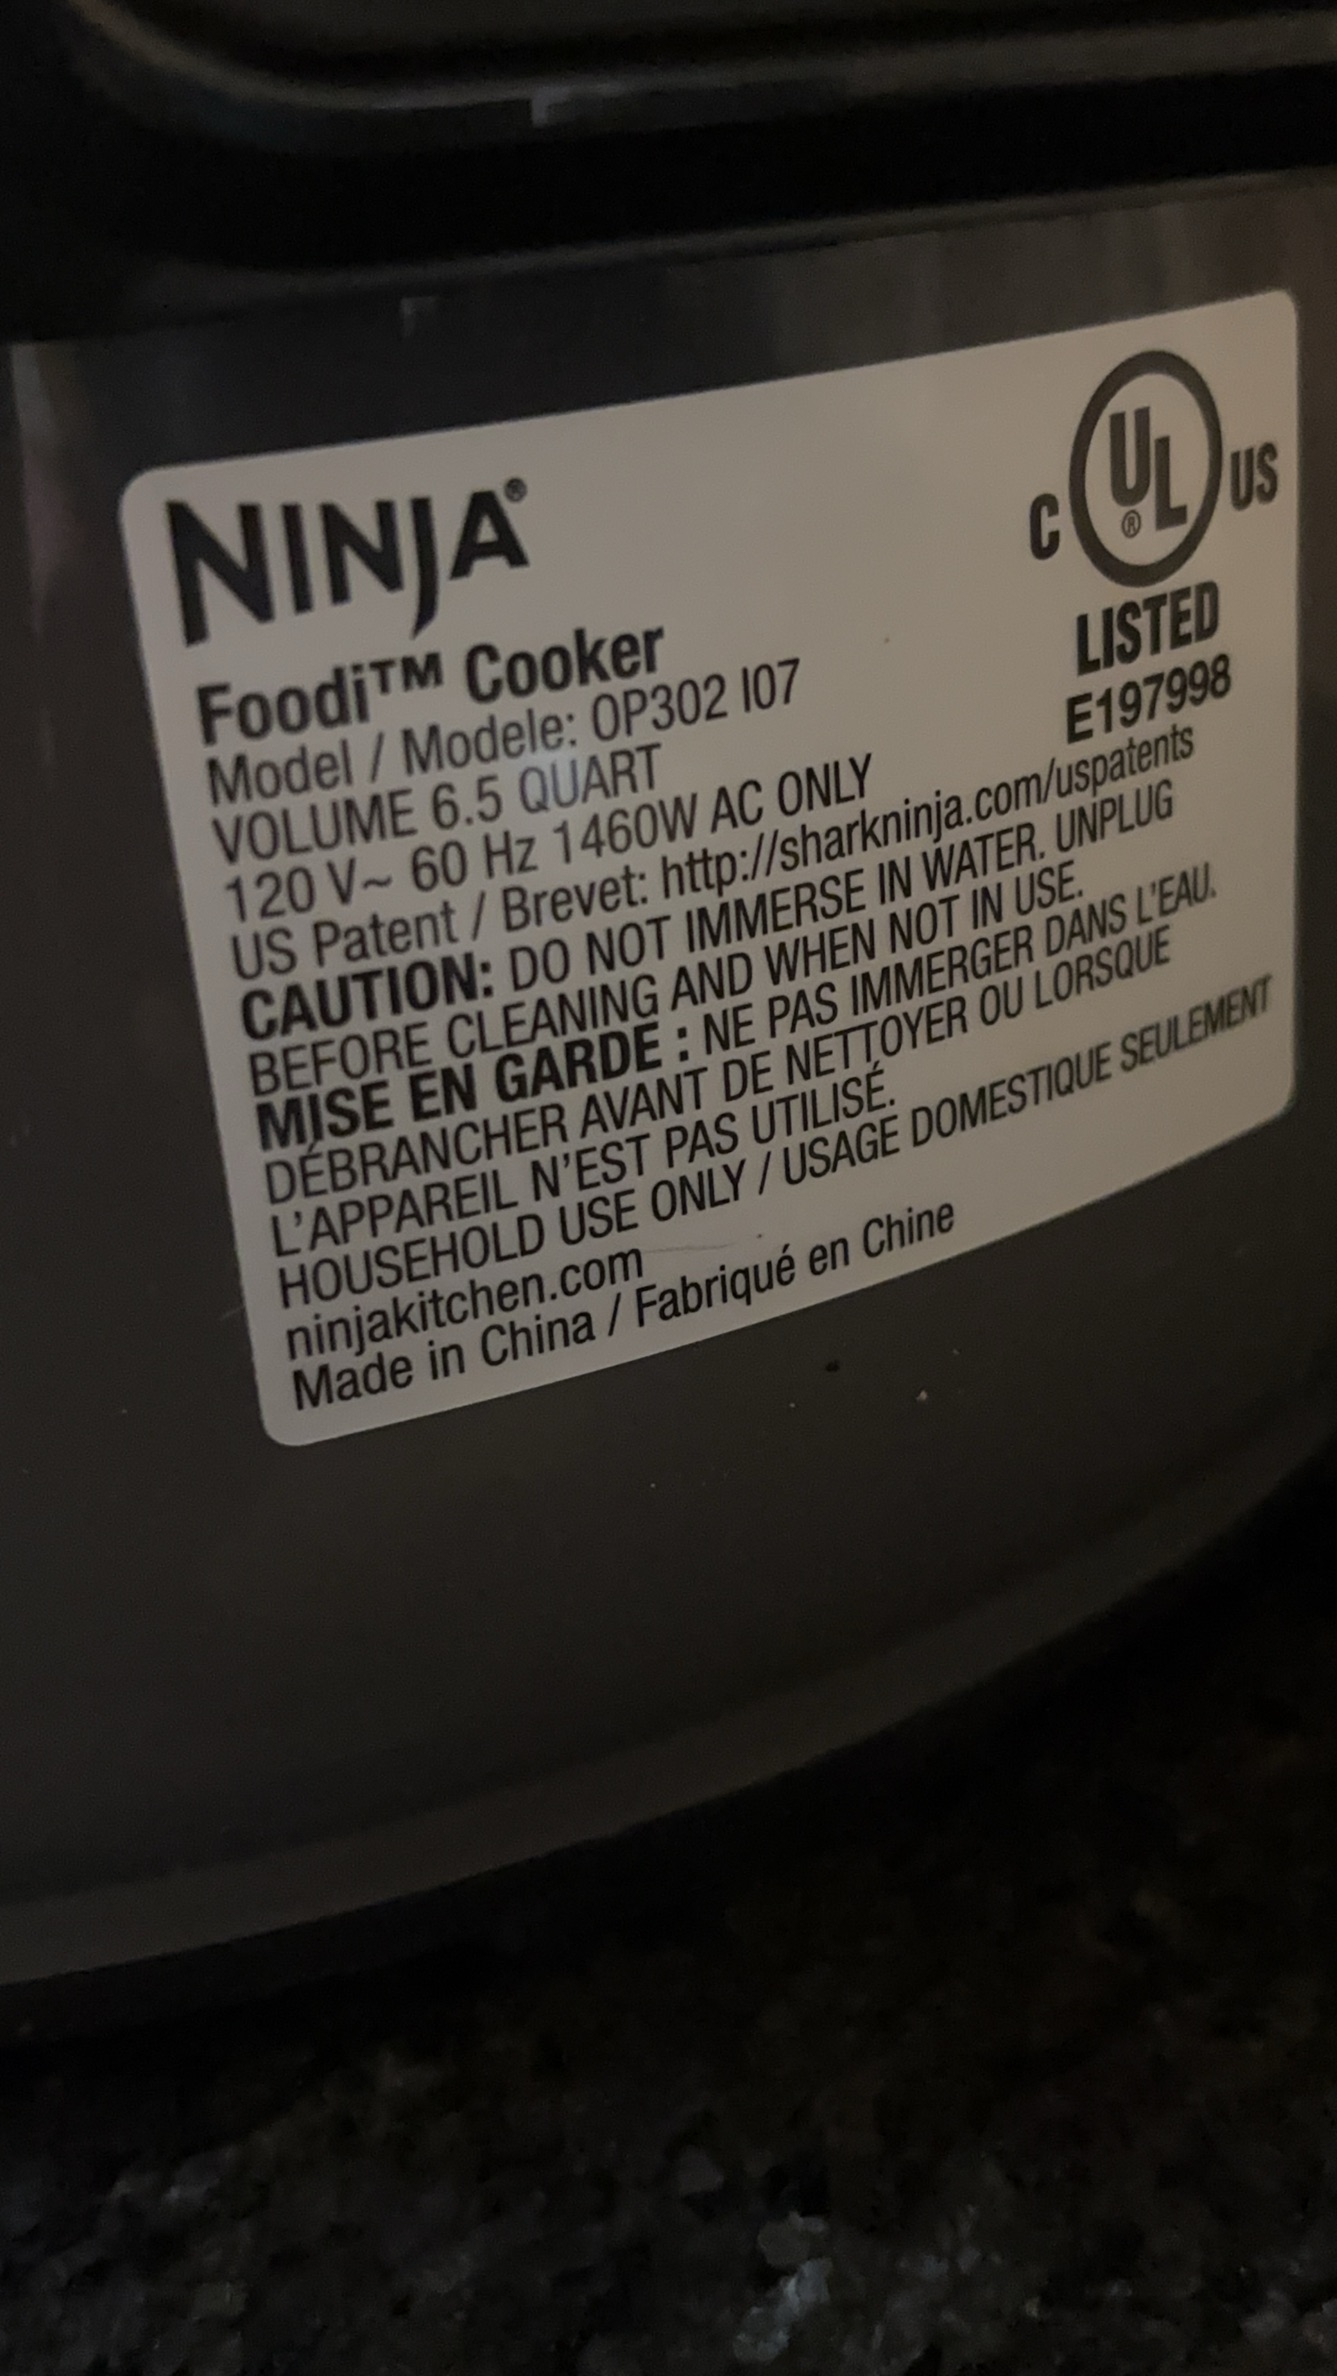 NINJA®
C UL® US
LISTED
E197998
Foodi™ Cooker
Model / Modele: OP302 I07
VOLUME 6.5 QUART
120 V~ 60 Hz 1460W AC ONLY
US Patent / Brevet: http://sharkninja.com/uspatents
CAUTION: DO NOT IMMERSE IN WATER. UNPLUG
BEFORE CLEANING AND WHEN NOT IN USE.
MISE EN GARDE : NE PAS IMMERGER DANS L'EAU.
DÉBRANCHER AVANT DE NETTOYER OU LORSQUE
L'APPAREIL N'EST PAS UTILISÉ.
HOUSEHOLD USE ONLY / USAGE DOMESTIQUE SEULEMENT
ninjakitchen.com
Made in China / Fabriqué en Chine